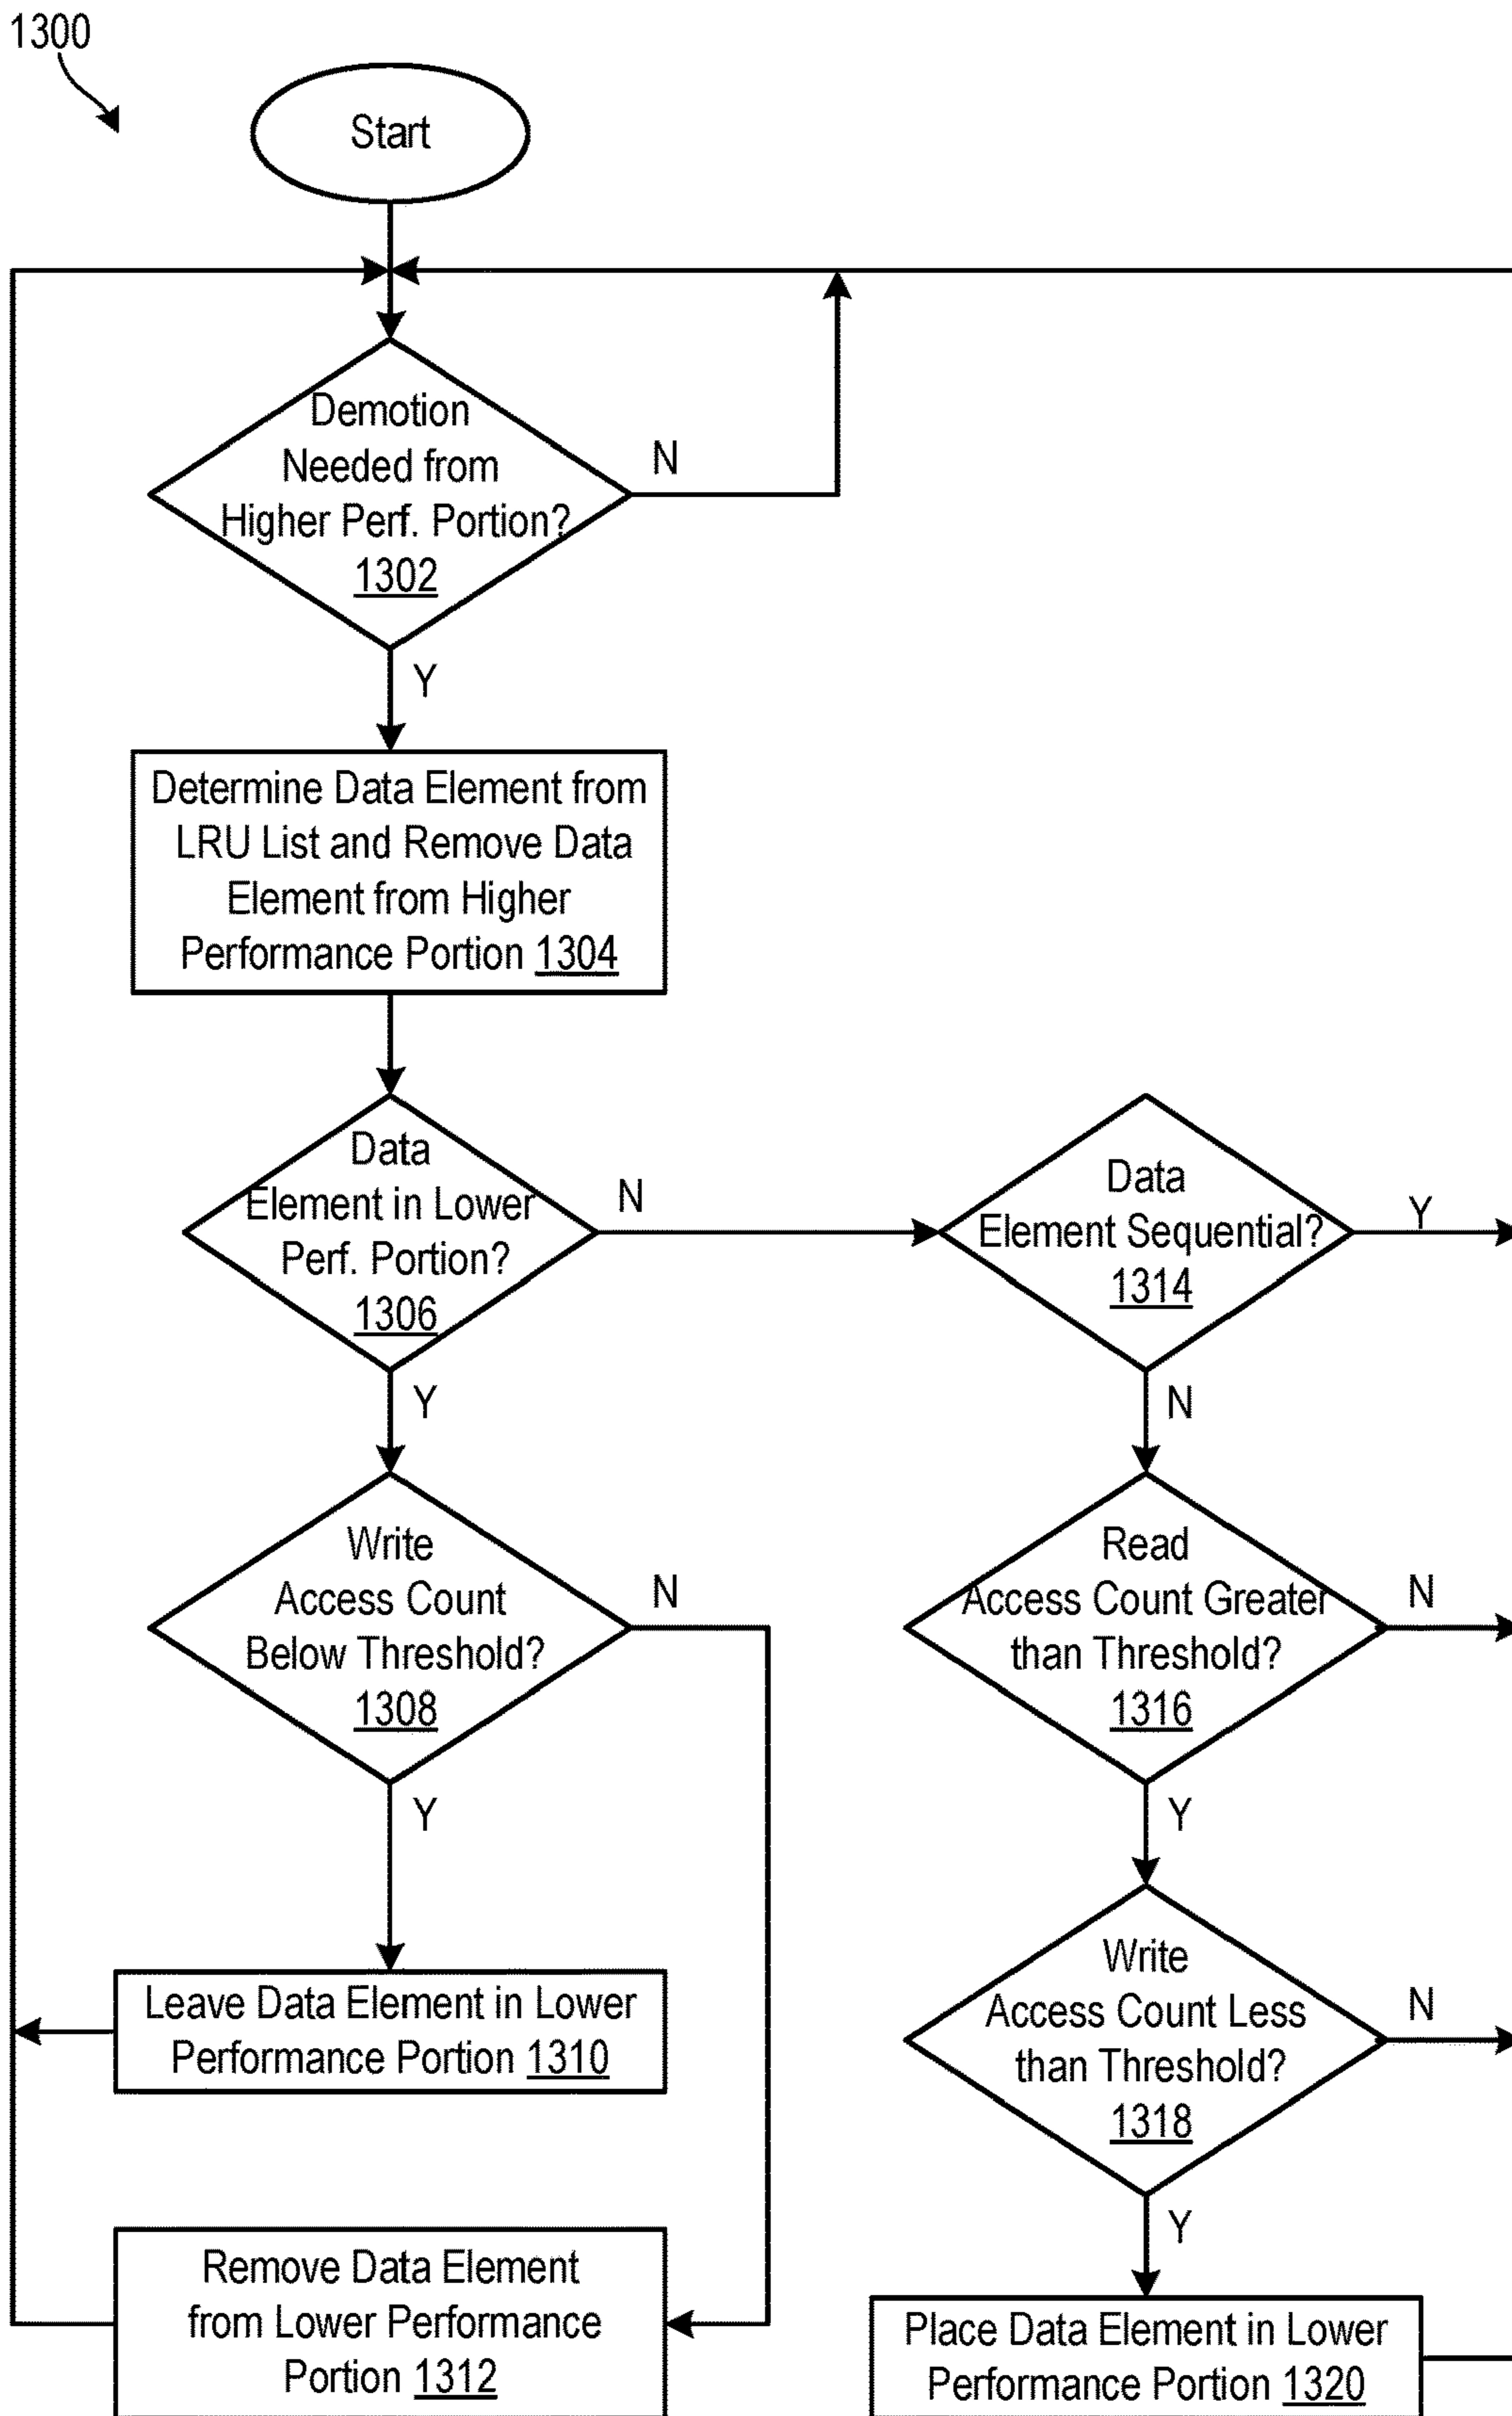 1300
Start
Demotion
Needed from
Higher Perf. Portion?
1302
N
Y
Determine Data Element from
LRU List and Remove Data
Element from Higher
Performance Portion 1304
Data
Element in Lower
Perf. Portion?
1306
N
Y
Data
Element Sequential?
1314
Y
N
Write
Access Count
Below Threshold?
1308
N
Y
Read
Access Count Greater
than Threshold?
1316
N
Y
Leave Data Element in Lower
Performance Portion 1310
Write
Access Count Less
than Threshold?
1318
N
Y
Remove Data Element
from Lower Performance
Portion 1312
Place Data Element in Lower
Performance Portion 1320